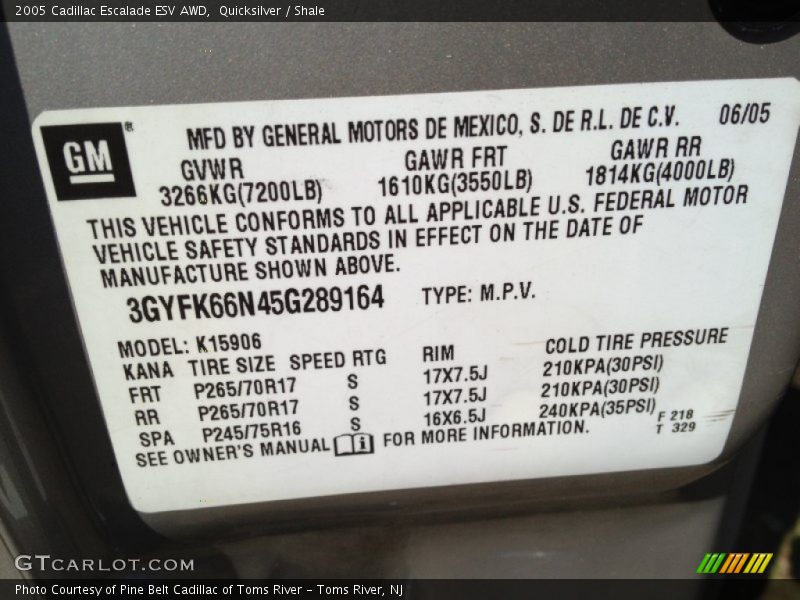 2005 Cadillac Escalade ESV AWD,  Quicksilver / Shale
GM®
MFD BY GENERAL MOTORS DE MEXICO, S. DE R.L. DE C.V. 06/05
GVWR GAWR FRT GAWR RR
3266KG(7200LB) 1610KG(3550LB) 1814KG(4000LB)
THIS VEHICLE CONFORMS TO ALL APPLICABLE U.S. FEDERAL MOTOR
VEHICLE SAFETY STANDARDS IN EFFECT ON THE DATE OF
MANUFACTURE SHOWN ABOVE.
3GYFK66N45G289164 TYPE: M.P.V.
MODEL: K15906
KANA TIRE SIZE SPEED RTG RIM COLD TIRE PRESSURE
FRT P265/70R17 S 17X7.5J 210KPA(30PSI)
RR P265/70R17 S 17X7.5J 210KPA(30PSI)
SPA P245/75R16 S 16X6.5J 240KPA(35PSI) F 218
SEE OWNER'S MANUAL FOR MORE INFORMATION. T 329
GTCARLOT.COM
Photo Courtesy of Pine Belt Cadillac of Toms River – Toms River, NJ